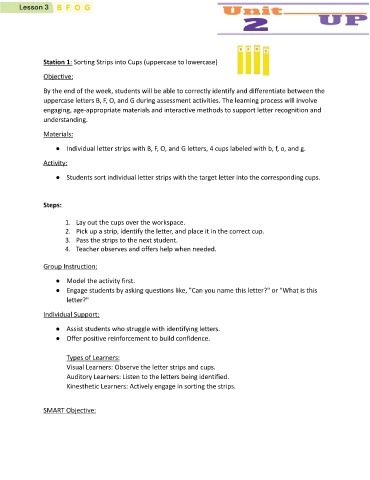 Lesson 3 B F O G
Unit
2 UP
Station 1: Sorting Strips into Cups (uppercase to lowercase)
Objective:
By the end of the week, students will be able to correctly identify and differentiate between the
uppercase letters B, F, O, and G during assessment activities. The learning process will involve
engaging, age-appropriate materials and interactive methods to support letter recognition and
understanding.
Materials:
● Individual letter strips with B, F, O, and G letters, 4 cups labeled with b, f, o, and g.
Activity:
● Students sort individual letter strips with the target letter into the corresponding cups.
Steps:
1. Lay out the cups over the workspace.
2. Pick up a strip, identify the letter, and place it in the correct cup.
3. Pass the strips to the next student.
4. Teacher observes and offers help when needed.
Group Instruction:
● Model the activity first.
● Engage students by asking questions like, "Can you name this letter?" or "What is this
letter?"
Individual Support:
● Assist students who struggle with identifying letters.
● Offer positive reinforcement to build confidence.
Types of Learners:
Visual Learners: Observe the letter strips and cups.
Auditory Learners: Listen to the letters being identified.
Kinesthetic Learners: Actively engage in sorting the strips.
SMART Objective: